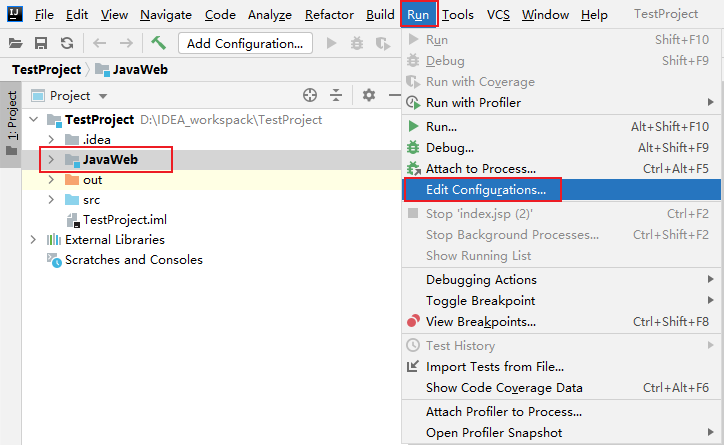 IJ File Edit View Navigate Code Analyze Refactor Build Run Tools VCS Window Help TestProject
Add Configuration...
TestProject JavaWeb
1: Project
Project
TestProject D:\IDEA_workspack\TestProject
.idea
JavaWeb
out
src
TestProject.iml
External Libraries
Scratches and Consoles
Run Shift+F10
Debug Shift+F9
Run with Coverage
Run with Profiler
Run... Alt+Shift+F10
Debug... Alt+Shift+F9
Attach to Process... Ctrl+Alt+F5
Edit Configurations...
Stop 'index.jsp (2)' Ctrl+F2
Stop Background Processes... Ctrl+Shift+F2
Show Running List
Debugging Actions
Toggle Breakpoint
View Breakpoints... Ctrl+Shift+F8
Test History
Import Tests from File...
Show Code Coverage Data Ctrl+Alt+F6
Attach Profiler to Process...
Open Profiler Snapshot